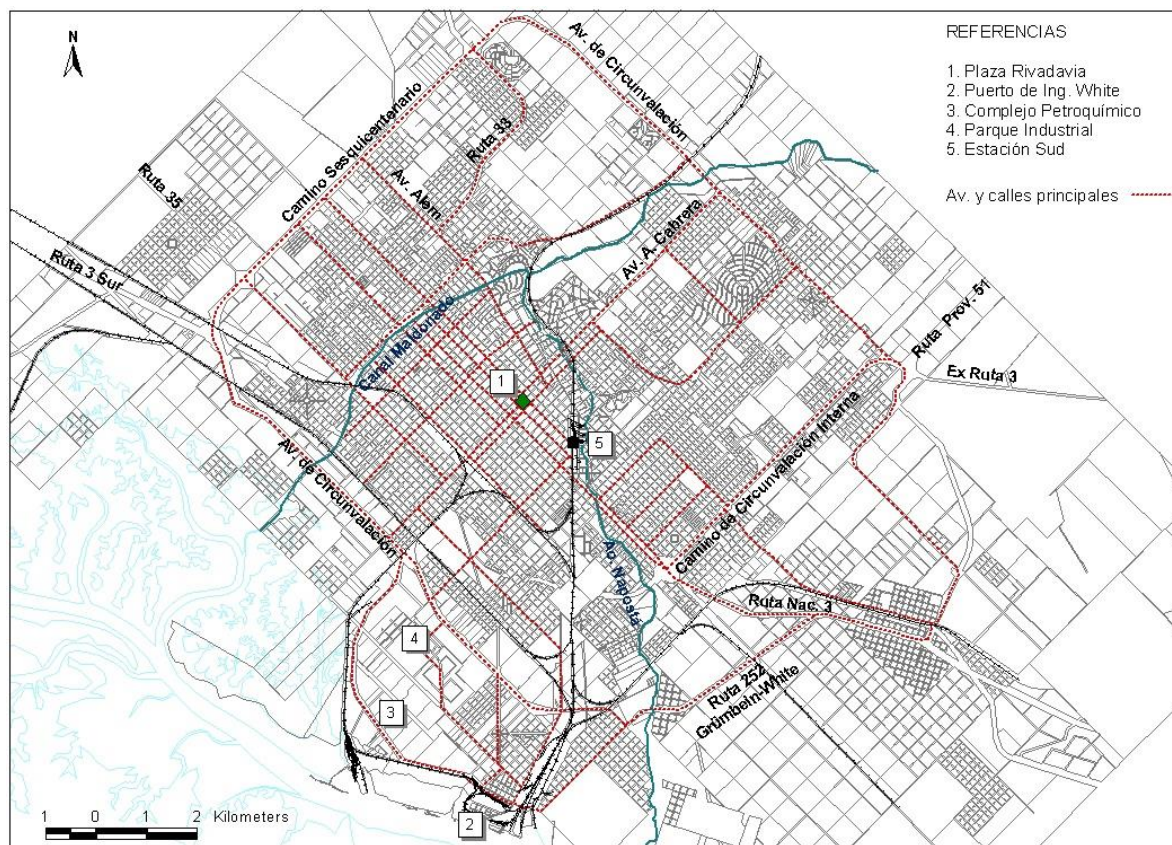 N
REFERENCIAS
1. Plaza Rivadavia
2. Puerto de Ing. White
3. Complejo Petroquímico
4. Parque Industrial
5. Estación Sud
Av. y calles principales
Av. de Circunvalación
Camino Sesquicentenario
Ruta 33
Av. Alem
Ruta 35
Ruta 3 Sur
Av. A. Cabrera
Canal Maldonado
Ruta Prov. 51
Ex Ruta 3
1
5
Camino de Circunvalación Interna
Av. de Circunvalación
Ao. Napostá
Ruta Nac. 3
4
Ruta 252
Grümbein-White
3
2
1 0 1 2 Kilometers